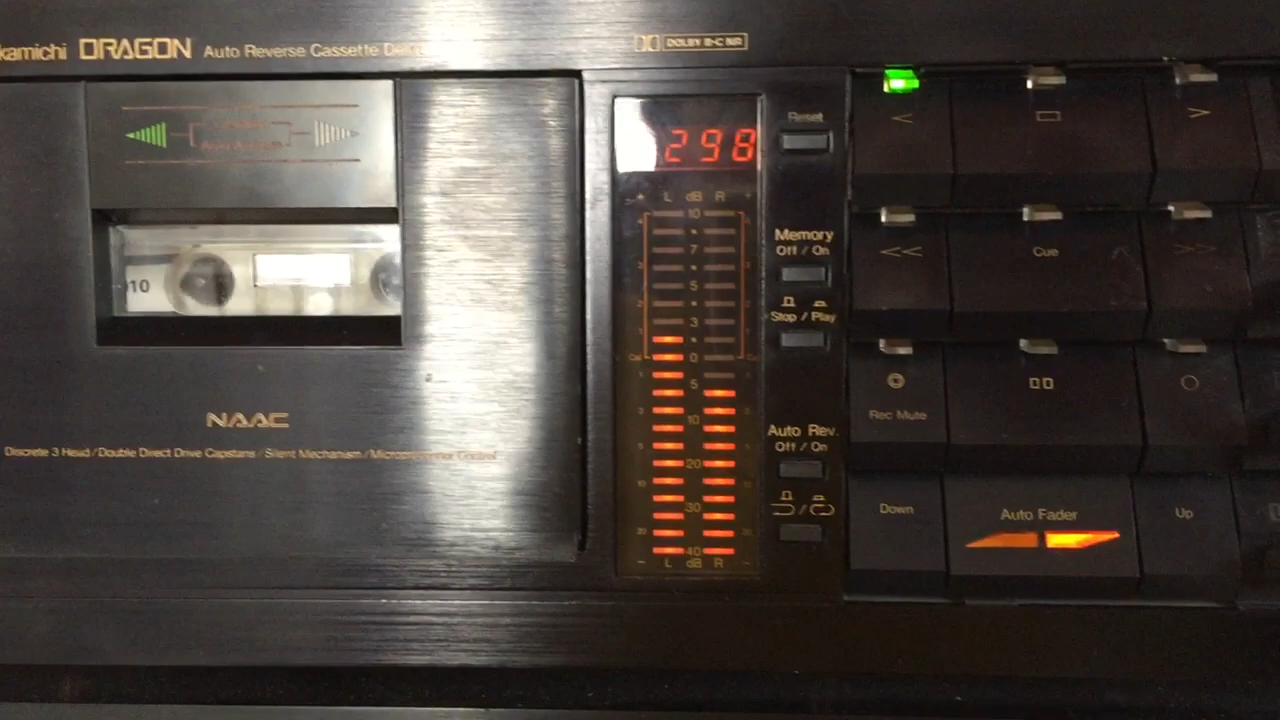 kamichi DRAGON Auto Reverse Cassette Deck
DOLBY B-C NR
298
Reset
L dB R
10
7
5
3
0
5
10
20
30
40
L dB R
Memory
Off / On
Stop / Play
Auto Rev.
Off / On
<
>
<<
Cue
>>
Rec Mute
Down
Auto Fader
Up
10
NAAC
Discrete 3 Head / Double Direct Drive Capstans / Silent Mechanism / Microprocessor Control